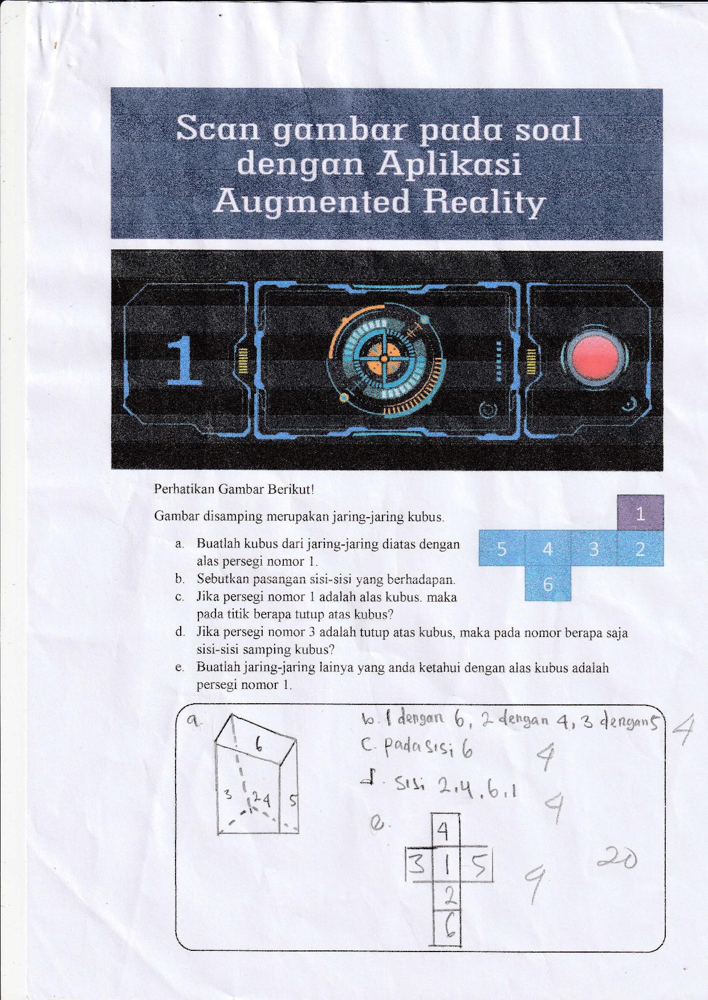 Scan gambar pada soal
dengan Aplikasi
Augmented Reality
1
Perhatikan Gambar Berikut!
Gambar disamping merupakan jaring-jaring kubus.
1
5 4 3 2
6
a. Buatlah kubus dari jaring-jaring diatas dengan
alas persegi nomor 1.
b. Sebutkan pasangan sisi-sisi yang berhadapan.
c. Jika persegi nomor 1 adalah alas kubus. maka
pada titik berapa tutup atas kubus?
d. Jika persegi nomor 3 adalah tutup atas kubus, maka pada nomor berapa saja
sisi-sisi samping kubus?
e. Buatlah jaring-jaring lainya yang anda ketahui dengan alas kubus adalah
persegi nomor 1.
a.
6
3 2 4 5
b. 1 dengan 6, 2 dengan 4, 3 dengan 5 4
c. pada sisi 6 4
d. sisi 2,4,6,1 4
e.
4
3 1 5
2
6
20